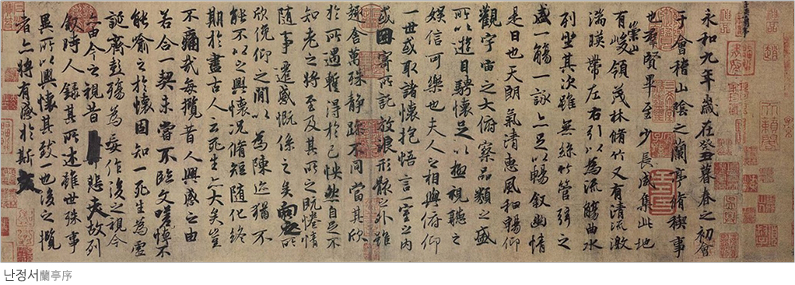 永和九年歲在癸丑暮春之初會
于會稽山陰之蘭亭脩稧事
也羣賢畢至少長咸集此地
有崇山峻領茂林脩竹又有清流激
湍暎帶左右引以為流觴曲水
列坐其次雖無絲竹管弦之
盛一觴一詠亦足以暢敘幽情
是日也天朗氣清惠風和暢仰
觀宇宙之大俯察品類之盛
所以遊目騁懷足以極視聽之
娛信可樂也夫人之相與俯仰
一世或取諸懷抱悟言一室之內
或因寄所託放浪形骸之外雖
趣舍萬殊靜躁不同當其欣
於所遇暫得於己怏然自足不
知老之將至及其所之既惓情
隨事遷感慨係之矣向之所
欣俛仰之閒以為陳迹猶不
能不以之興懷況脩短隨化終
期於盡古人云死生亦大矣豈
不痛哉每攬昔人興感之由
若合一契未嘗不臨文嗟悼不
能喻之於懷固知一死生為虛
誕齊彭殤為妄作後之視今
亦由今之視昔悲夫故列
敘時人錄其所述雖世殊事
異所以興懷其致一也後之攬
者亦將有感於斯文
난정서蘭亭序